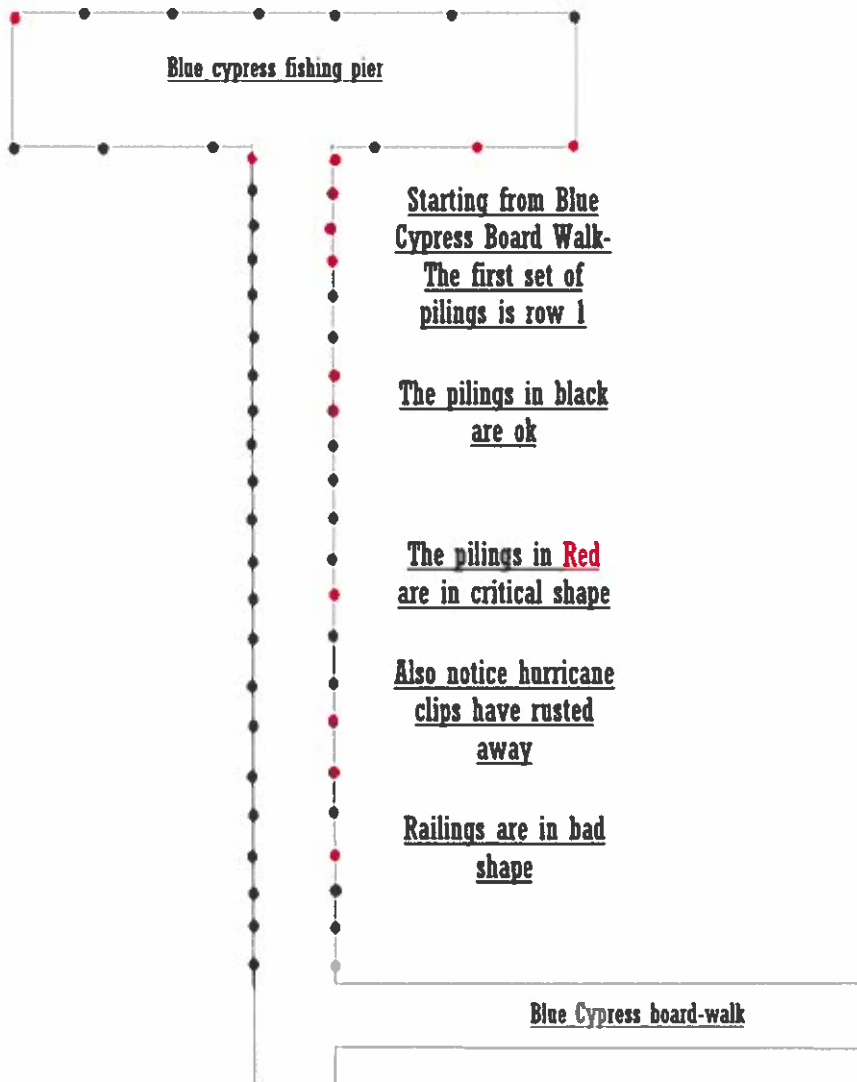 Blue cypress fishing pier
Starting from Blue
Cypress Board Walk-
The first set of
pilings is row 1
The pilings in black
are ok
The pilings in Red
are in critical shape
Also notice hurricane
clips have rusted
away
Railings are in bad
shape
Blue Cypress board-walk